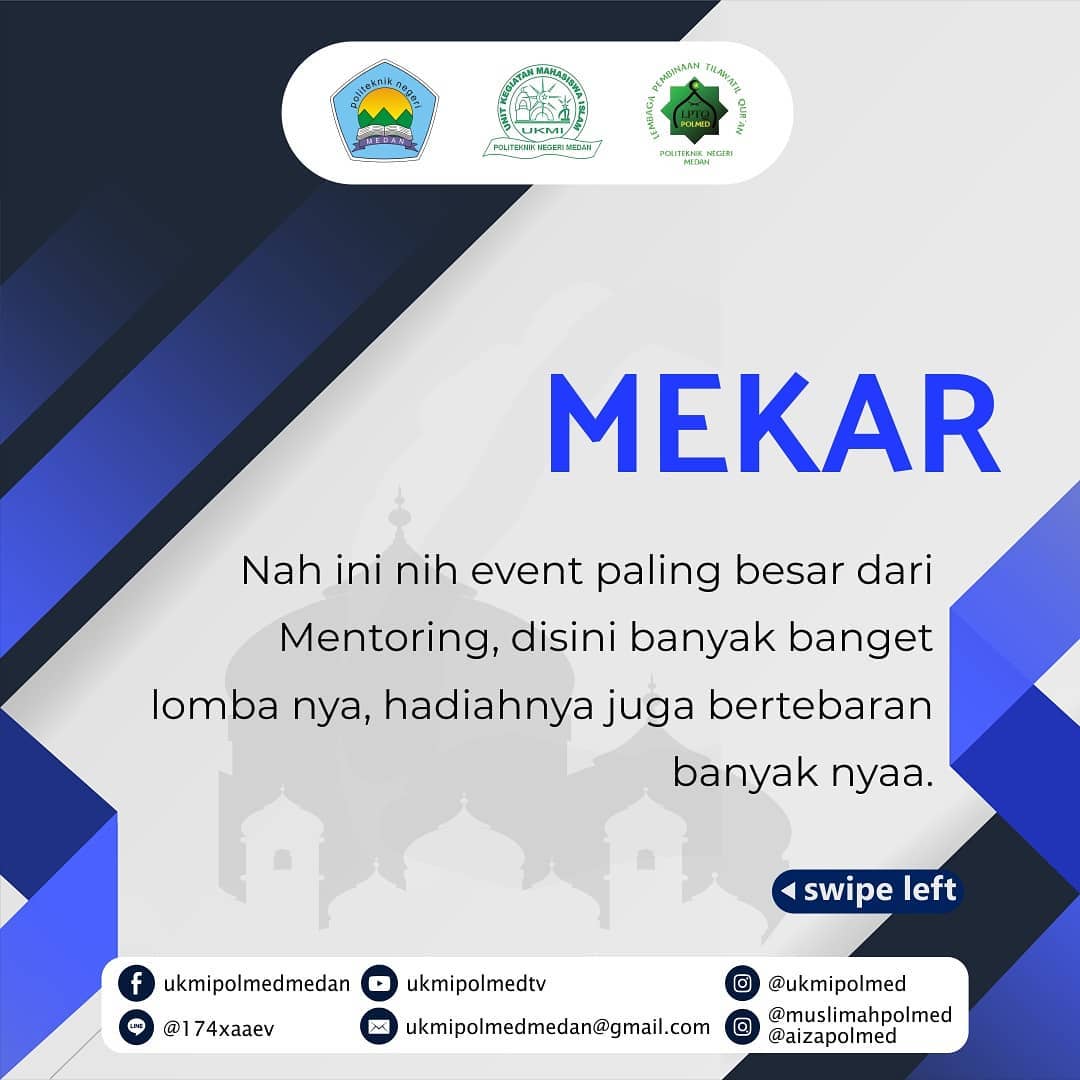 politeknik negeri
MEDAN
UNIT KEGIATAN MAHASISWA ISLAM
UKMI
POLITEKNIK NEGERI MEDAN
LEMBAGA PEMBINAAN TILAWATIL QUR'AN
LPTQ
POLMED
POLITEKNIK NEGERI
MEDAN
MEKAR
Nah ini nih event paling besar dari
Mentoring, disini banyak banget
lomba nya, hadiahnya juga bertebaran
banyak nyaa.
swipe left
ukmipolmedmedan
ukmipolmedtv
@ukmipolmed
LINE
@174xaaev
ukmipolmedmedan@gmail.com
@muslimahpolmed
@aizapolmed